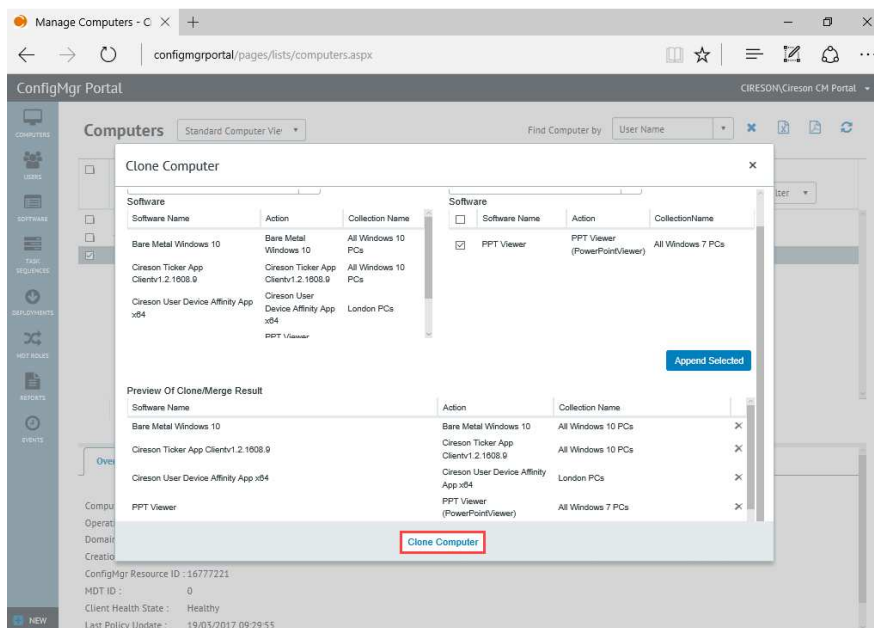 Manage Computers - C
configmgrportal/pages/lists/computers.aspx
ConfigMgr Portal
CIRESON\Cireson CM Portal
COMPUTERS
USERS
SOFTWARE
TASK
SEQUENCES
DEPLOYMENTS
MDT ROLES
REPORTS
EVENTS
NEW
Computers
Standard Computer Vie
Find Computer by
User Name
lter
Clone Computer
Software
Software Name Action Collection Name
Bare Metal Windows 10
Bare Metal
Windows 10
All Windows 10
PCs
Cireson Ticker App
Clientv1.2.1608.9
Cireson Ticker App
Clientv1.2.1608.9
All Windows 10
PCs
Cireson User Device Affinity App
x64
Cireson User
Device Affinity App
x64
London PCs
PPT Viewer
Software
Software Name Action CollectionName
PPT Viewer
PPT Viewer
(PowerPointViewer)
All Windows 7 PCs
Append Selected
Preview Of Clone/Merge Result
Software Name Action Collection Name
Bare Metal Windows 10 Bare Metal Windows 10 All Windows 10 PCs
Cireson Ticker App Clientv1.2.1608.9
Cireson Ticker App
Clientv1.2.1608.9
All Windows 10 PCs
Cireson User Device Affinity App x64
Cireson User Device Affinity
App x64
London PCs
PPT Viewer
PPT Viewer
(PowerPointViewer)
All Windows 7 PCs
Clone Computer
Over
Compu
Operati
Domain
Creatio
ConfigMgr Resource ID : 16777221
MDT ID : 0
Client Health State : Healthy
Last Policy Update : 19/03/2017 09:29:55